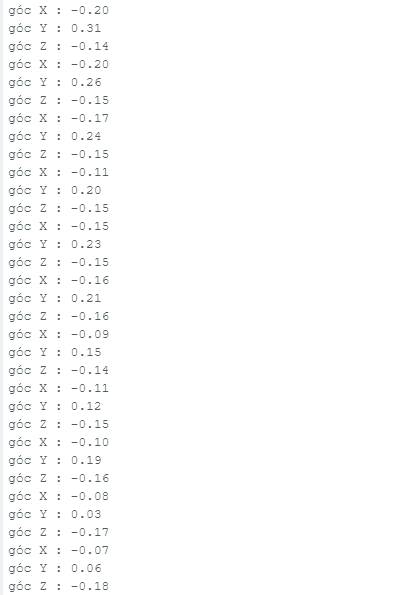 góc X : -0.20
góc Y : 0.31
góc Z : -0.14
góc X : -0.20
góc Y : 0.26
góc Z : -0.15
góc X : -0.17
góc Y : 0.24
góc Z : -0.15
góc X : -0.11
góc Y : 0.20
góc Z : -0.15
góc X : -0.15
góc Y : 0.23
góc Z : -0.15
góc X : -0.16
góc Y : 0.21
góc Z : -0.16
góc X : -0.09
góc Y : 0.15
góc Z : -0.14
góc X : -0.11
góc Y : 0.12
góc Z : -0.15
góc X : -0.10
góc Y : 0.19
góc Z : -0.16
góc X : -0.08
góc Y : 0.03
góc Z : -0.17
góc X : -0.07
góc Y : 0.06
góc Z : -0.18